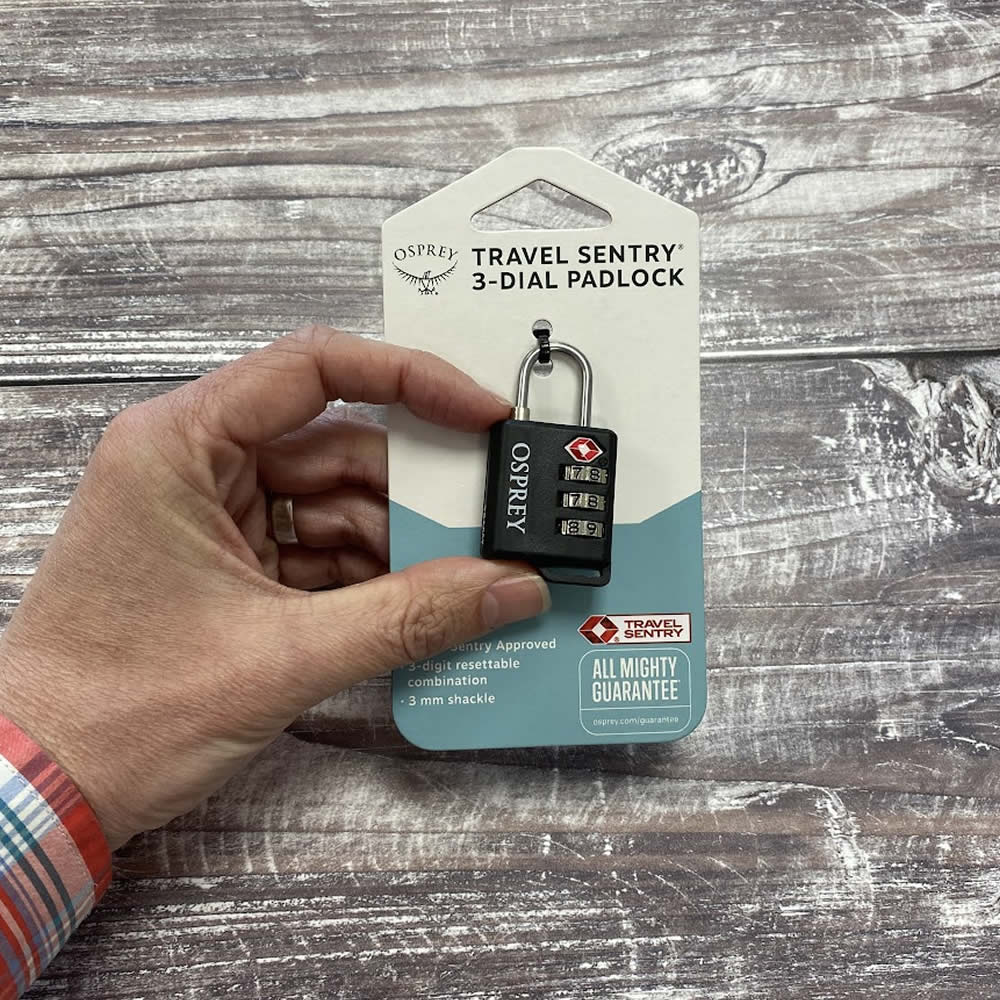 OSPREY
TRAVEL SENTRY®
3-DIAL PADLOCK
OSPREY
7 8
7 8
8 9
Sentry Approved
· 3-digit resettable
combination
· 3 mm shackle
TRAVEL
SENTRY
ALL MIGHTY
GUARANTEE
osprey.com/guarantee